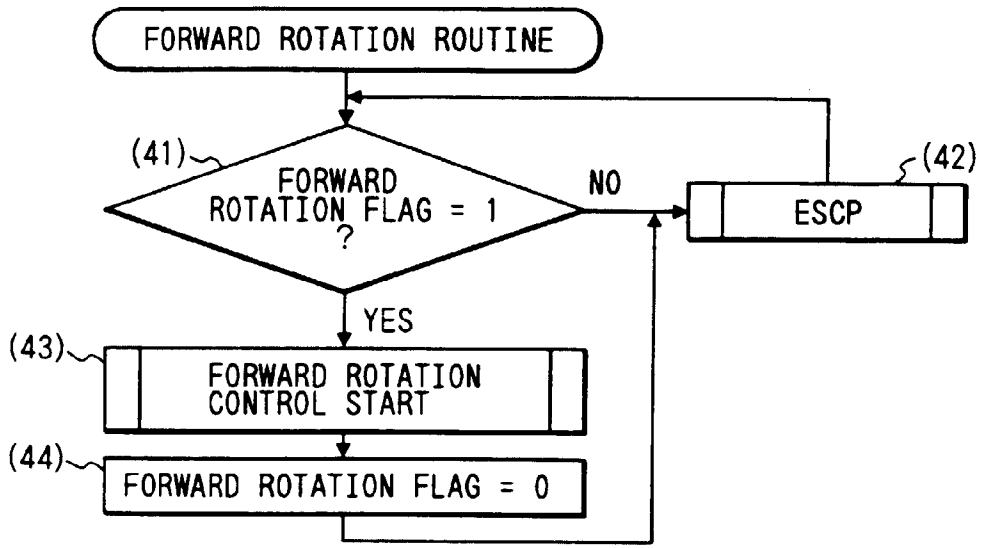 FORWARD ROTATION ROUTINE
(41)
FORWARD
ROTATION FLAG = 1
?
NO
(42)
ESCP
YES
(43)
FORWARD ROTATION
CONTROL START
(44)
FORWARD ROTATION FLAG = 0